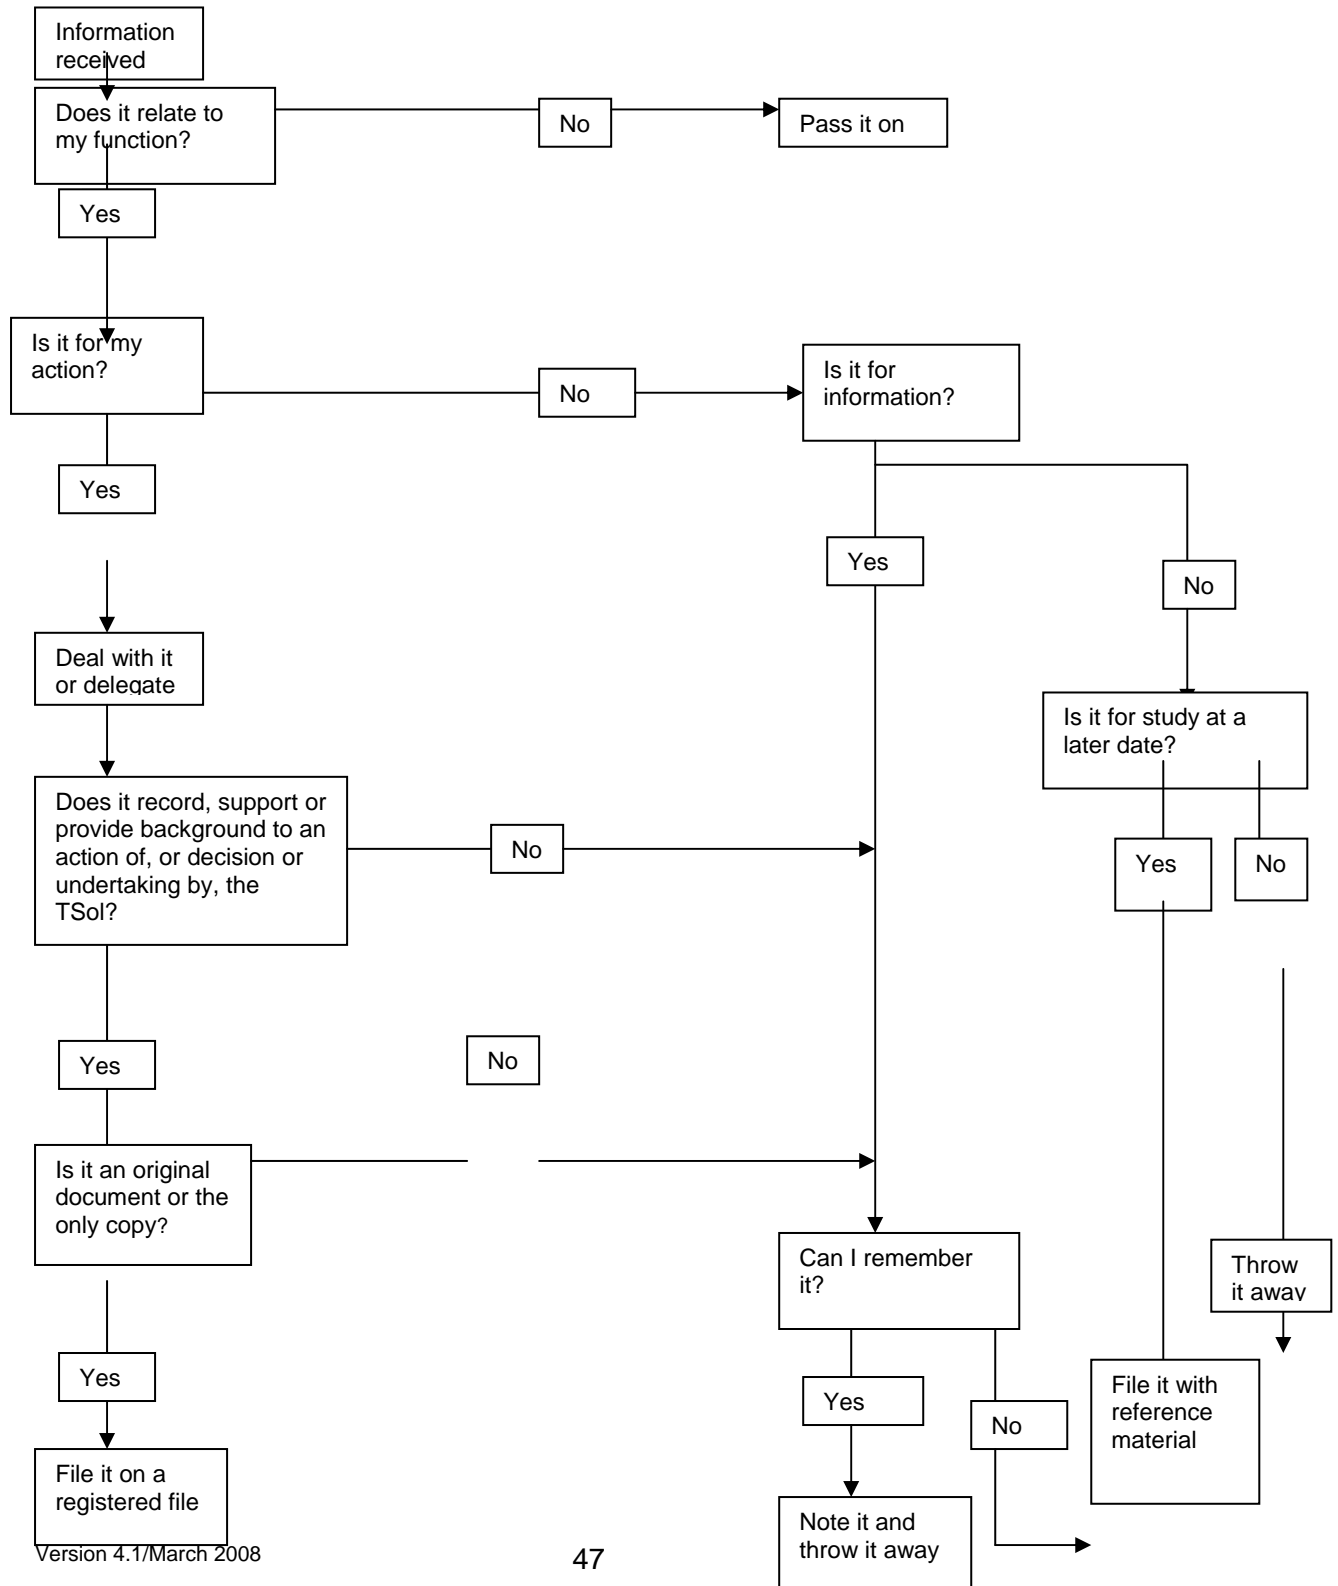 Information
received
Does it relate to
my function?
No
Pass it on
Yes
Is it for my
action?
No
Is it for
information?
Yes
Yes
No
Deal with it
or delegate
Is it for study at a
later date?
Does it record, support or
provide background to an
action of, or decision or
undertaking by, the
TSol?
No
Yes
No
Yes
No
Is it an original
document or the
only copy?
Can I remember
it?
Throw
it away
Yes
Yes
No
File it with
reference
material
File it on a
registered file
Note it and
throw it away
Version 4.1/March 2008
47